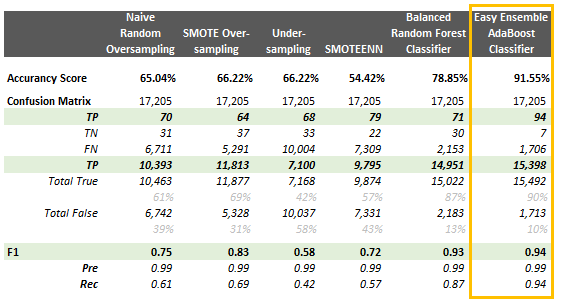 Naive Random Oversampling SMOTE Over-sampling Under-sampling SMOTEENN Balanced Random Forest Classifier Easy Ensemble AdaBoost Classifier
Accurancy Score 65.04% 66.22% 66.22% 54.42% 78.85% 91.55%
Confusion Matrix 17,205 17,205 17,205 17,205 17,205 17,205
TP 70 64 68 79 71 94
TN 31 37 33 22 30 7
FN 6,711 5,291 10,004 7,309 2,153 1,706
TP 10,393 11,813 7,100 9,795 14,951 15,398
Total True 10,463 11,877 7,168 9,874 15,022 15,492
61% 69% 42% 57% 87% 90%
Total False 6,742 5,328 10,037 7,331 2,183 1,713
39% 31% 58% 43% 13% 10%
F1 0.75 0.83 0.58 0.72 0.93 0.94
Pre 0.99 0.99 0.99 0.99 0.99 0.99
Rec 0.61 0.69 0.42 0.57 0.87 0.94